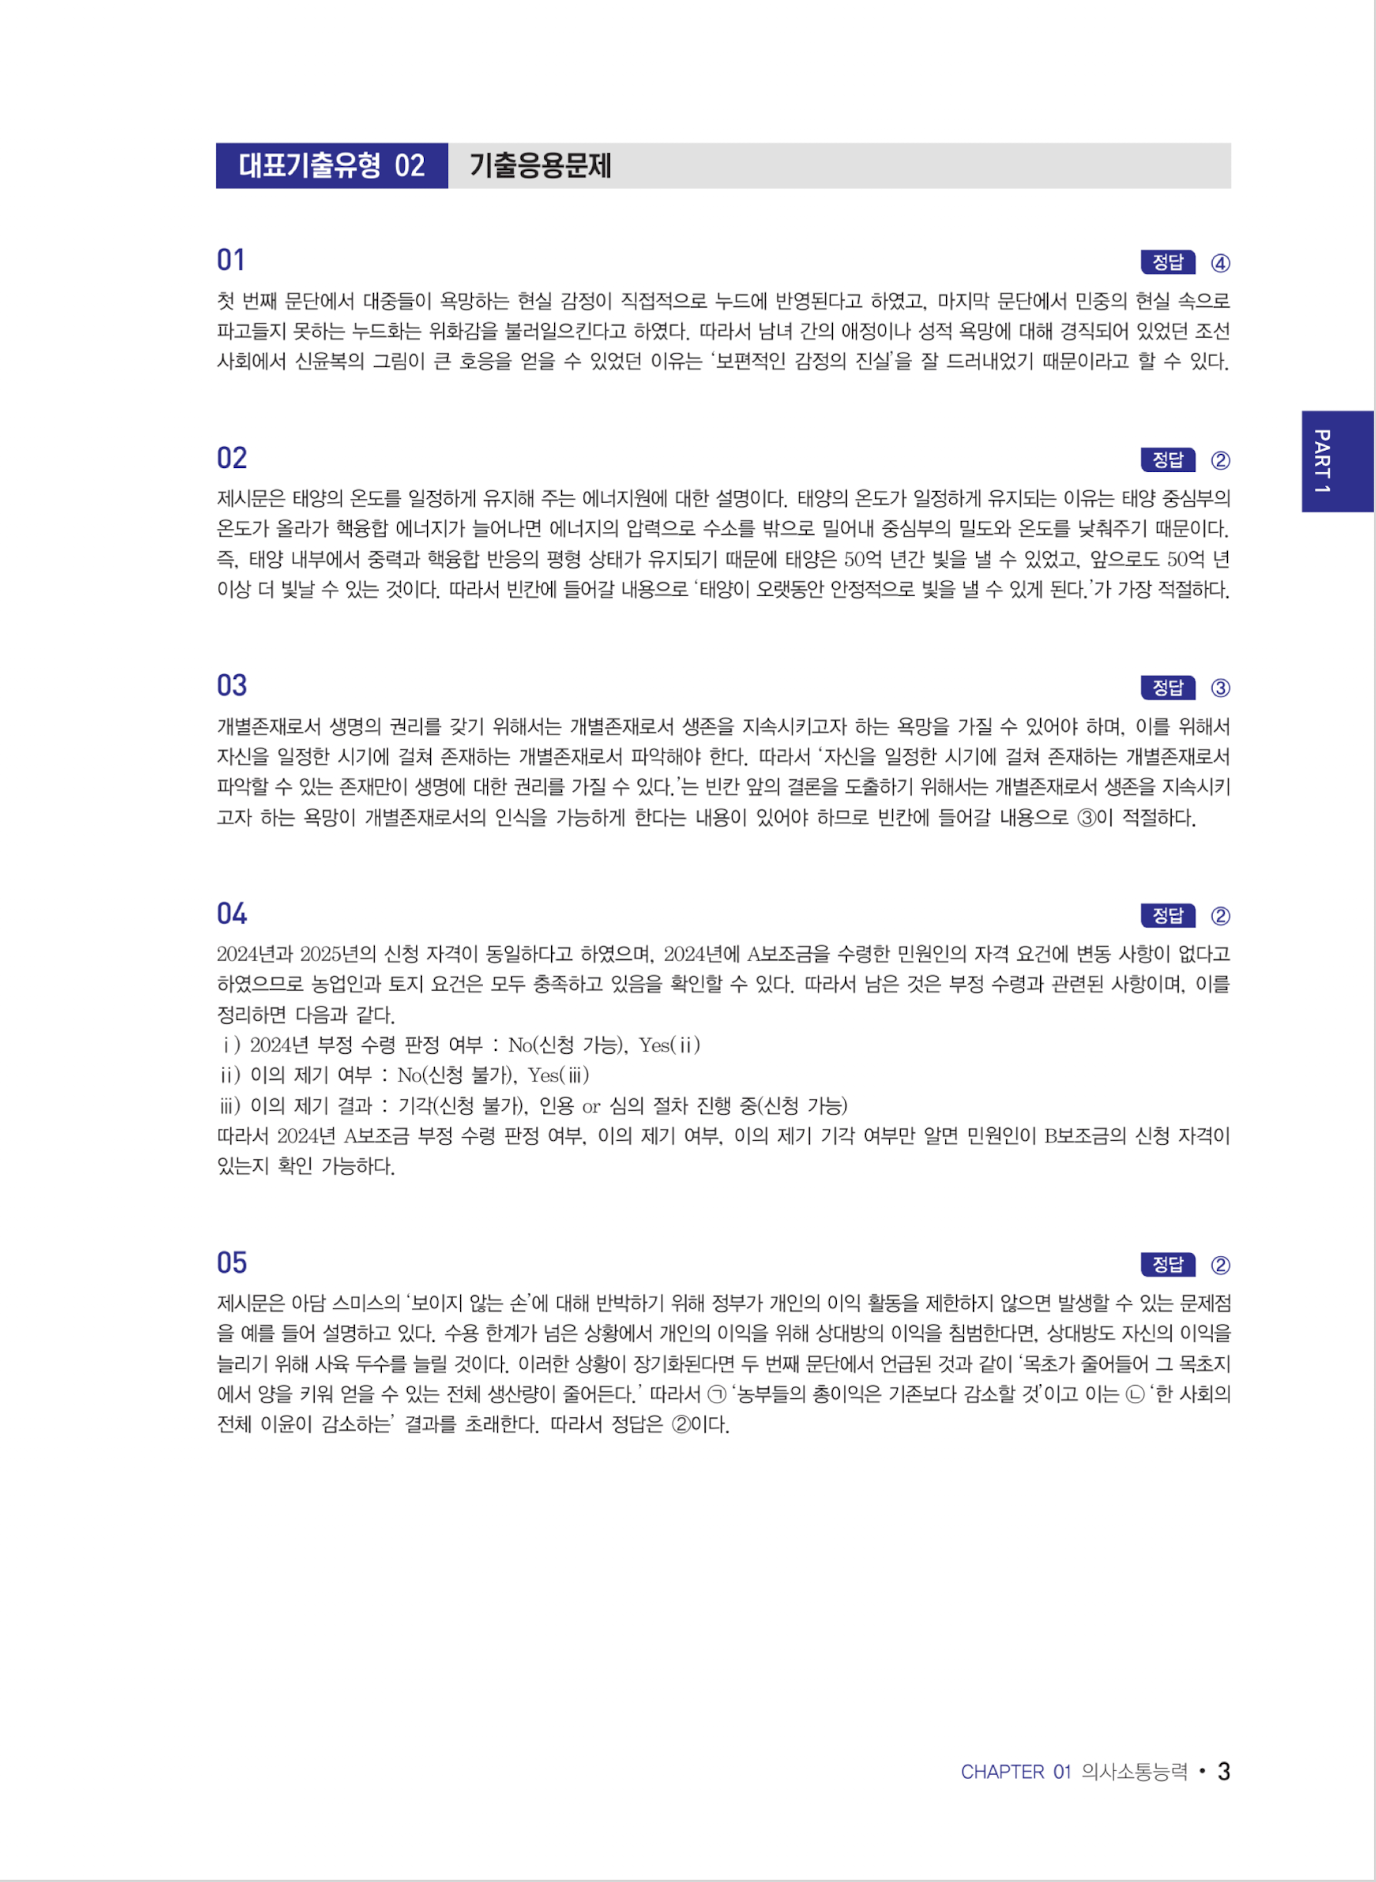 대표기출유형 02 기출응용문제
01 정답 ④
첫 번째 문단에서 대중들이 욕망하는 현실 감정이 직접적으로 누드에 반영된다고 하였고, 마지막 문단에서 민중의 현실 속으로
파고들지 못하는 누드화는 위화감을 불러일으킨다고 하였다. 따라서 남녀 간의 애정이나 성적 욕망에 대해 경직되어 있었던 조선
사회에서 신윤복의 그림이 큰 호응을 얻을 수 있었던 이유는 ‘보편적인 감정의 진실’을 잘 드러내었기 때문이라고 할 수 있다.
PART 1
02 정답 ②
제시문은 태양의 온도를 일정하게 유지해 주는 에너지원에 대한 설명이다. 태양의 온도가 일정하게 유지되는 이유는 태양 중심부의
온도가 올라가 핵융합 에너지가 늘어나면 에너지의 압력으로 수소를 밖으로 밀어내 중심부의 밀도와 온도를 낮춰주기 때문이다.
즉, 태양 내부에서 중력과 핵융합 반응의 평형 상태가 유지되기 때문에 태양은 50억 년간 빛을 낼 수 있었고, 앞으로도 50억 년
이상 더 빛날 수 있는 것이다. 따라서 빈칸에 들어갈 내용으로 ‘태양이 오랫동안 안정적으로 빛을 낼 수 있게 된다.’가 가장 적절하다.
03 정답 ③
개별존재로서 생명의 권리를 갖기 위해서는 개별존재로서 생존을 지속시키고자 하는 욕망을 가질 수 있어야 하며, 이를 위해서
자신을 일정한 시기에 걸쳐 존재하는 개별존재로서 파악해야 한다. 따라서 ‘자신을 일정한 시기에 걸쳐 존재하는 개별존재로서
파악할 수 있는 존재만이 생명에 대한 권리를 가질 수 있다.’는 빈칸 앞의 결론을 도출하기 위해서는 개별존재로서 생존을 지속시키
고자 하는 욕망이 개별존재로서의 인식을 가능하게 한다는 내용이 있어야 하므로 빈칸에 들어갈 내용으로 ③이 적절하다.
04 정답 ②
2024년과 2025년의 신청 자격이 동일하다고 하였으며, 2024년에 A보조금을 수령한 민원인의 자격 요건에 변동 사항이 없다고
하였으므로 농업인과 토지 요건은 모두 충족하고 있음을 확인할 수 있다. 따라서 남은 것은 부정 수령과 관련된 사항이며, 이를
정리하면 다음과 같다.
ⅰ) 2024년 부정 수령 판정 여부 : No(신청 가능), Yes(ⅱ)
ⅱ) 이의 제기 여부 : No(신청 불가), Yes(ⅲ)
ⅲ) 이의 제기 결과 : 기각(신청 불가), 인용 or 심의 절차 진행 중(신청 가능)
따라서 2024년 A보조금 부정 수령 판정 여부, 이의 제기 여부, 이의 제기 기각 여부만 알면 민원인이 B보조금의 신청 자격이
있는지 확인 가능하다.
05 정답 ②
제시문은 아담 스미스의 ‘보이지 않는 손’에 대해 반박하기 위해 정부가 개인의 이익 활동을 제한하지 않으면 발생할 수 있는 문제점
을 예를 들어 설명하고 있다. 수용 한계가 넘은 상황에서 개인의 이익을 위해 상대방의 이익을 침범한다면, 상대방도 자신의 이익을
늘리기 위해 사육 두수를 늘릴 것이다. 이러한 상황이 장기화된다면 두 번째 문단에서 언급된 것과 같이 ‘목초가 줄어들어 그 목초지
에서 양을 키워 얻을 수 있는 전체 생산량이 줄어든다.’ 따라서 ㉠ ‘농부들의 총이익은 기존보다 감소할 것’이고 이는 ㉡ ‘한 사회의
전체 이윤이 감소하는’ 결과를 초래한다. 따라서 정답은 ②이다.
CHAPTER 01 의사소통능력 • 3